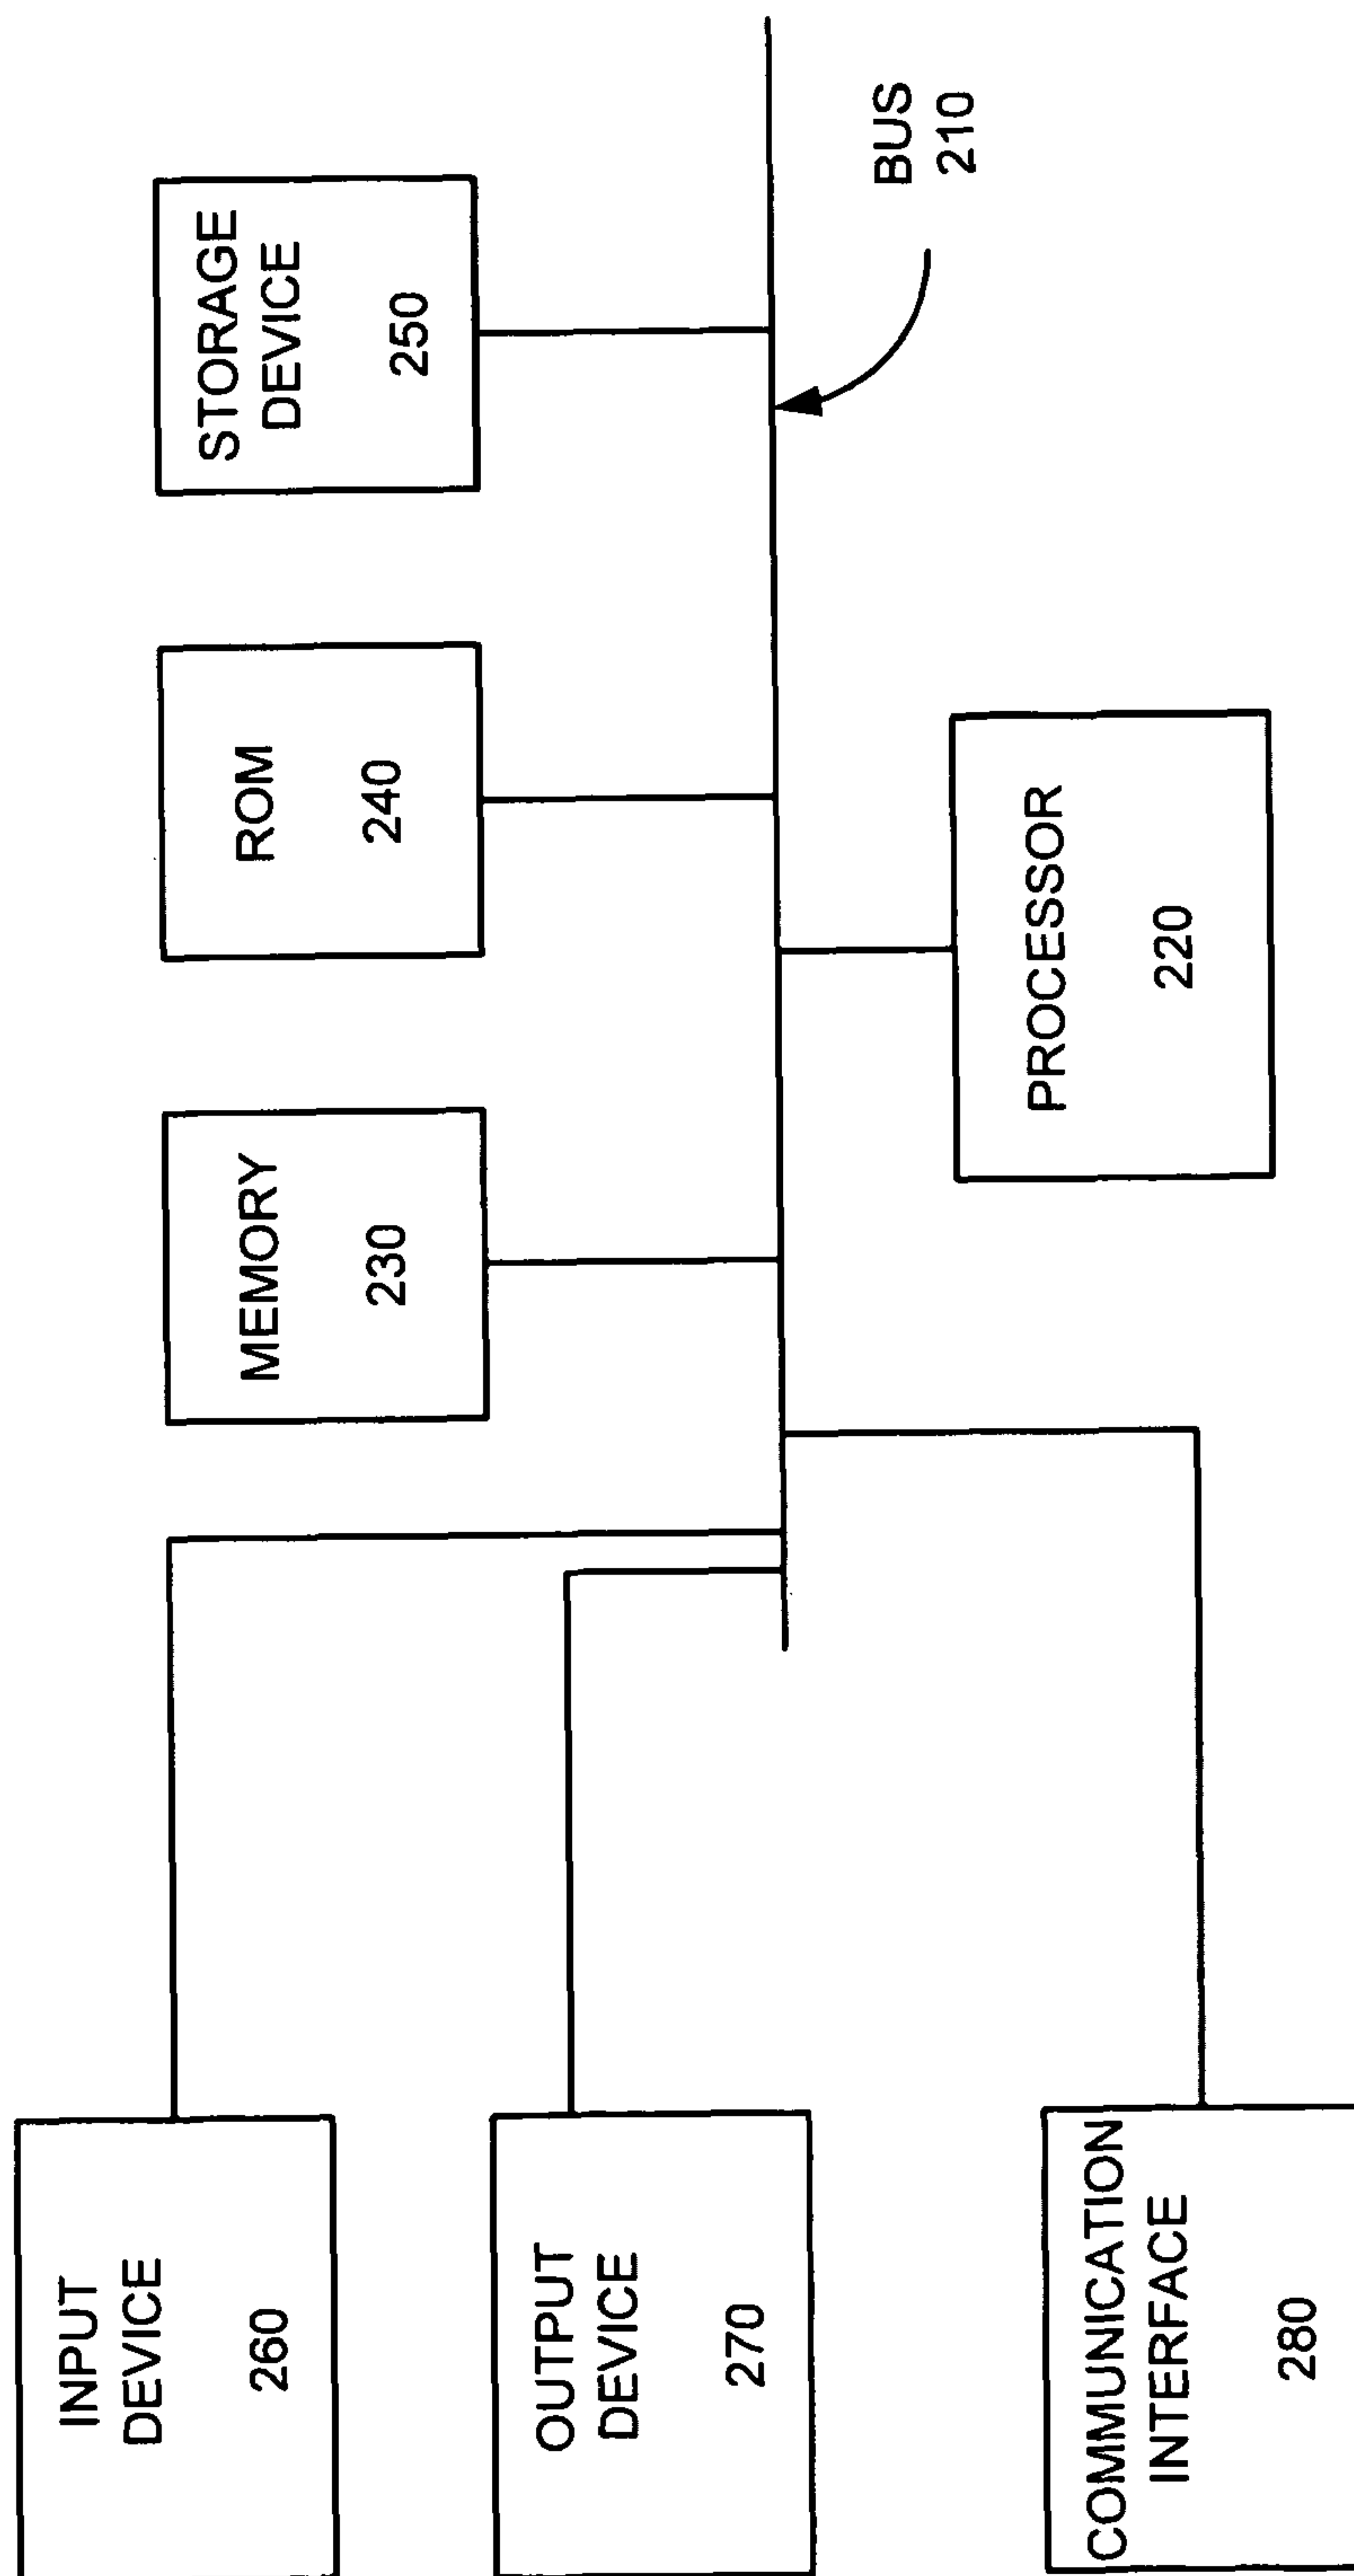 INPUT
DEVICE
260
OUTPUT
DEVICE
270
COMMUNICATION
INTERFACE
280
MEMORY
230
ROM
240
STORAGE
DEVICE
250
PROCESSOR
220
BUS
210